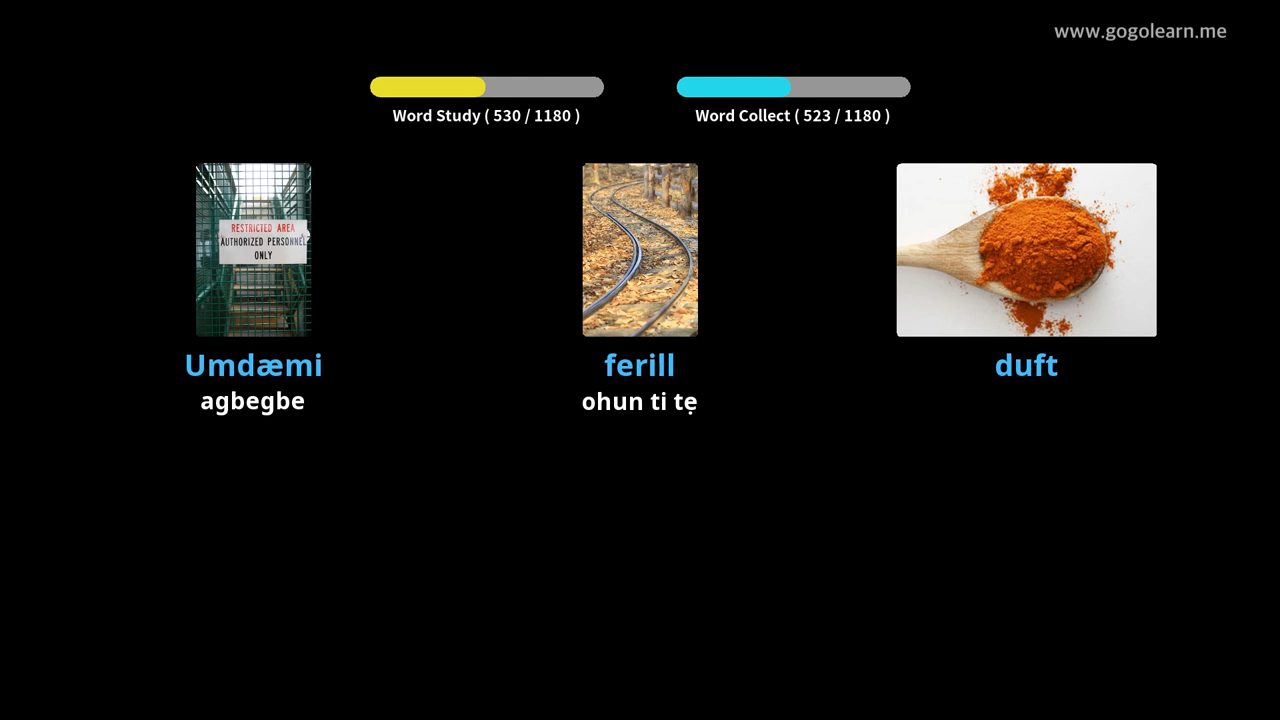 www.gogolearn.me
Word Study ( 530 / 1180 )
Word Collect ( 523 / 1180 )
RESTRICTED AREA
AUTHORIZED PERSONNEL
ONLY
Umdæmi
agbegbe
ferill
ohun ti tẹ
duft